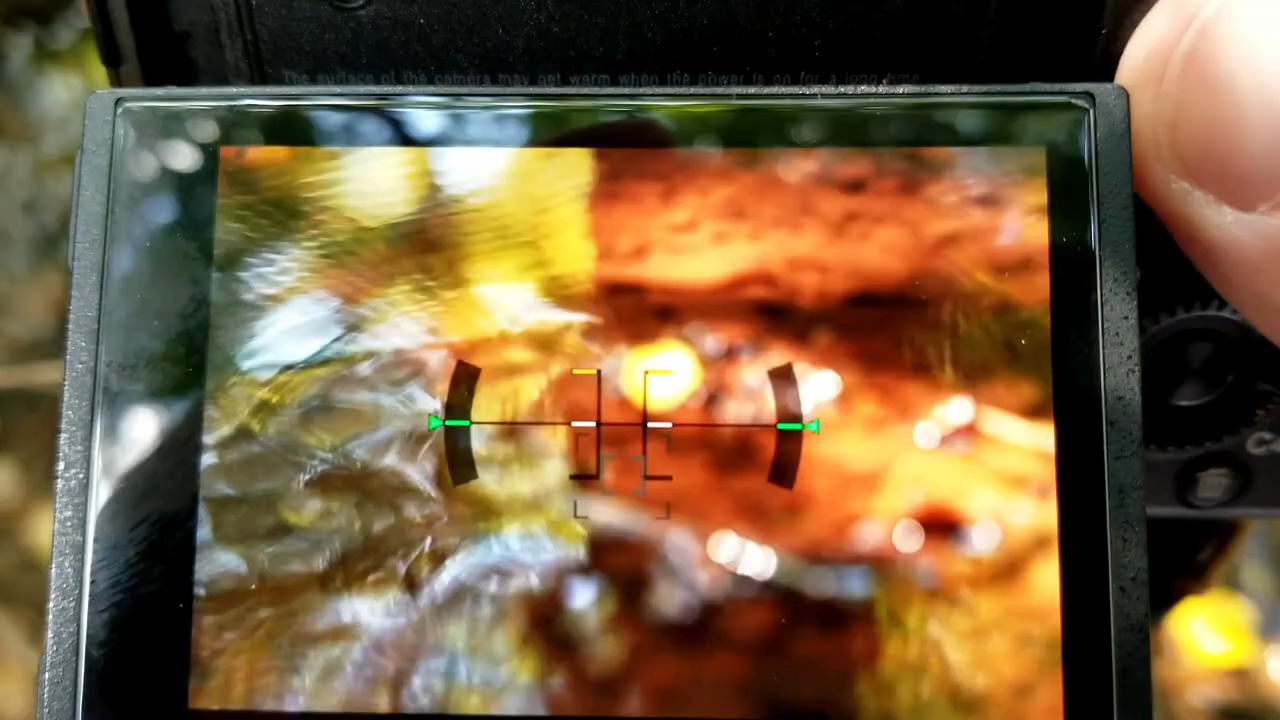 The surface of the camera may get warm when the power is on for a long time